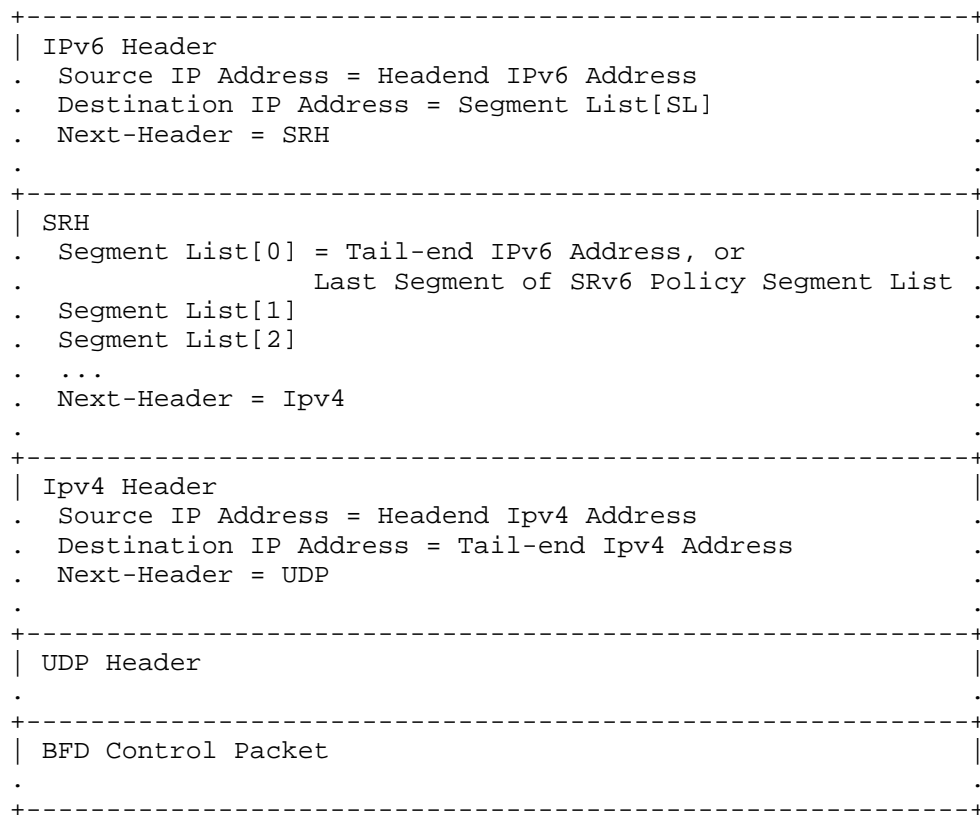 +-----------------------------------------------------------+
| IPv6 Header                                               |
.  Source IP Address = Headend IPv6 Address                 .
.  Destination IP Address = Segment List[SL]                .
.  Next-Header = SRH                                        .
.                                                           .
+-----------------------------------------------------------+
| SRH                                                       |
.  Segment List[0] = Tail-end IPv6 Address, or              .
.                  Last Segment of SRv6 Policy Segment List .
.  Segment List[1]                                          .
.  Segment List[2]                                          .
.  ...                                                      .
.  Next-Header = Ipv4                                       .
.                                                           .
+-----------------------------------------------------------+
| Ipv4 Header                                               |
.  Source IP Address = Headend Ipv4 Address                 .
.  Destination IP Address = Tail-end Ipv4 Address           .
.  Next-Header = UDP                                        .
.                                                           .
+-----------------------------------------------------------+
| UDP Header                                                |
.                                                           .
+-----------------------------------------------------------+
| BFD Control Packet                                        |
.                                                           .
+-----------------------------------------------------------+